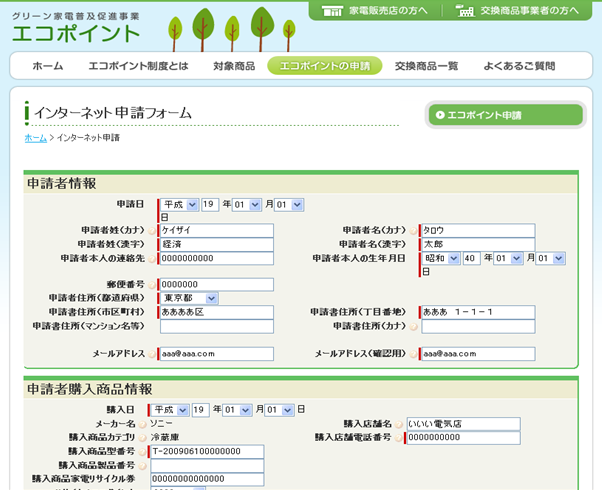 グリーン家電普及促進事業
エコポイント
家電販売店の方へ
交換商品事業者の方へ
ホーム エコポイント制度とは 対象商品 エコポイントの申請 交換商品一覧 よくあるご質問
インターネット申請フォーム
エコポイント申請
ホーム > インターネット申請
申請者情報
申請日 平成 19 年 01 月 01 日
申請者姓(カナ) ケイザイ 申請者名(カナ) タロウ
申請者姓(漢字) 経済 申請者名(漢字) 太郎
申請者本人の連絡先 0000000000 申請者本人の生年月日 昭和 40 年 01 月 01 日
郵便番号 0000000
申請者住所(都道府県) 東京都
申請書住所(市区町村) ああああ区 申請書住所(丁目番地) あああ 1-1-1
申請書住所(マンション名等) 申請書住所(カナ)
メールアドレス aaa@aaa.com メールアドレス(確認用) aaa@aaa.com
申請者購入商品情報
購入日 平成 19 年 01 月 01 日
メーカー名 ソニー 購入店舗名 いいい電気店
購入商品カテゴリ 冷蔵庫 購入店舗電話番号 0000000000
購入商品型番号 T-200906100000000
購入商品製品番号
購入商品家電リサイクル券 00000000000000